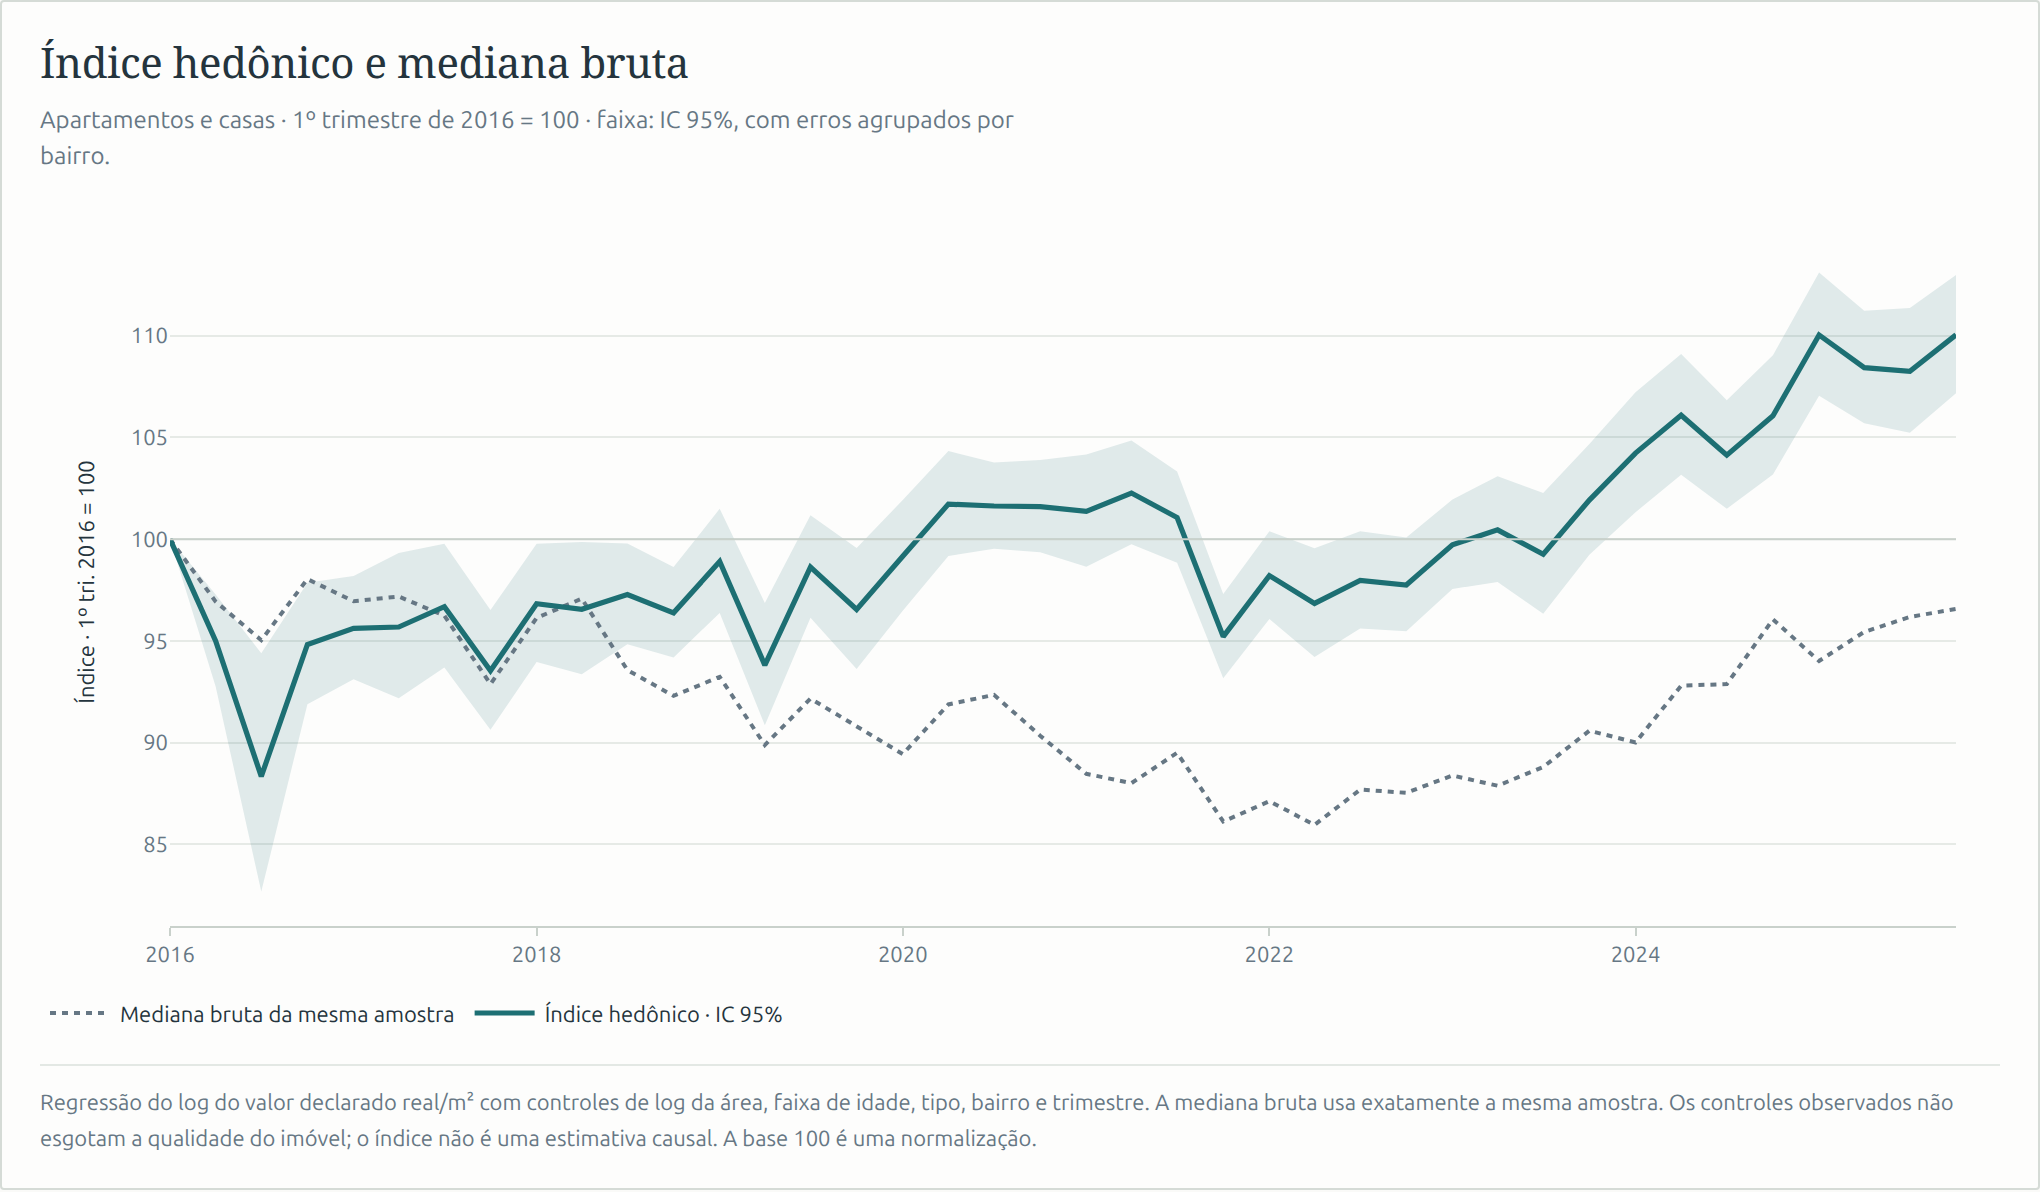 Índice hedônico e mediana bruta
Apartamentos e casas · 1º trimestre de 2016 = 100 · faixa: IC 95%, com erros agrupados por
bairro.
Índice · 1º tri. 2016 = 100
110
105
100
95
90
85
2016
2018
2020
2022
2024
Mediana bruta da mesma amostra
Índice hedônico · IC 95%
Regressão do log do valor declarado real/m² com controles de log da área, faixa de idade, tipo, bairro e trimestre. A mediana bruta usa exatamente a mesma amostra. Os controles observados não
esgotam a qualidade do imóvel; o índice não é uma estimativa causal. A base 100 é uma normalização.